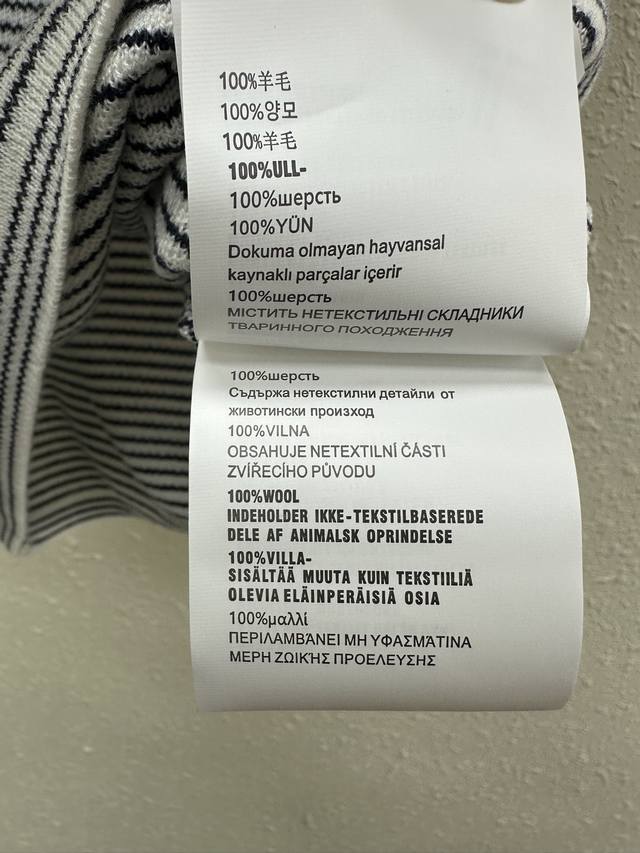 100%羊毛
100%양모
100%羊毛
100%ULL-
100%шерсть
100%YÜN
Dokuma olmayan hayvansal
kaynaklı parçalar içerir
100%шерсть
МІСТИТЬ НЕТЕКСТИЛЬНІ СКЛАДНИКИ
ТВАРИННОГО ПОХОДЖЕННЯ
100%шерсть
Съдържа нетекстилни детайли от
животински произход
100%VILNA
OBSAHUJE NETEXTILNÍ ČÁSTI
ZVÍŘECÍHO PŮVODU
100%WOOL
INDEHOLDER IKKE-TEKSTILBASEREDE
DELE AF ANIMALSK OPRINDELSE
100%VILLA-
SISÄLTÄÄ MUUTA KUIN TEKSTIILIÄ
OLEVIA ELÄINPERÄISIÄ OSIA
100%μαλλί
ΠΕΡΙΛΑΜΒΆΝΕΙ ΜΗ ΥΦΑΣΜΆΤΙΝΑ
ΜΕΡΗ ΖΩΙΚΉΣ ΠΡΟΕΛΕΥΣΗΣ